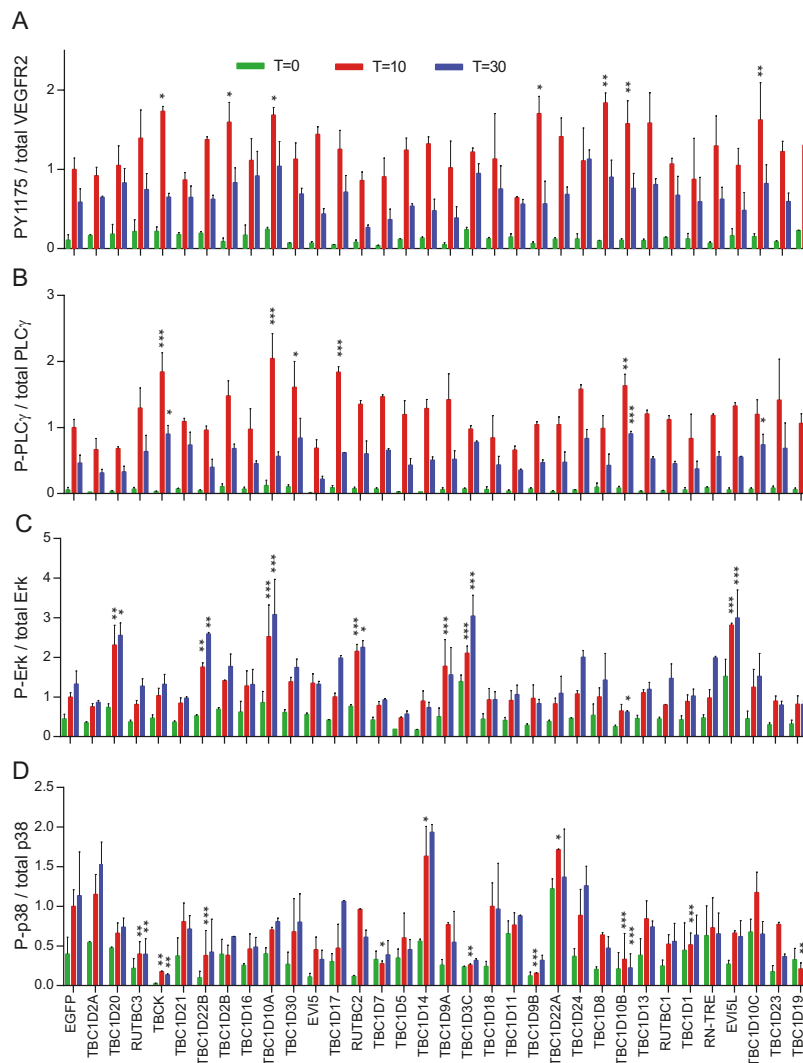 A
T=0 T=10 T=30
PY1175 / total VEGFR2
2
1
0
* * * * ** ** **
B
P-PLCγ / total PLCγ
3
2
1
0
*** * *** * *** ** *** *
C
P-Erk / total Erk
5
4
3
2
1
0
** * ** ** *** *** *** * *** *** *** * *** ***
D
P-p38 / total p38
2.5
2.0
1.5
1.0
0.5
0.0
** ** ** ** *** * * ** *** * *** ** *** **
EGFP
TBC1D2A
TBC1D20
RUTBC3
TBCK
TBC1D21
TBC1D22B
TBC1D2B
TBC1D16
TBC1D10A
TBC1D30
EVI5
TBC1D17
RUTBC2
TBC1D7
TBC1D5
TBC1D14
TBC1D9A
TBC1D3C
TBC1D18
TBC1D11
TBC1D9B
TBC1D22A
TBC1D24
TBC1D8
TBC1D10B
TBC1D13
RUTBC1
TBC1D1
RN-TRE
EVI5L
TBC1D10C
TBC1D23
TBC1D19